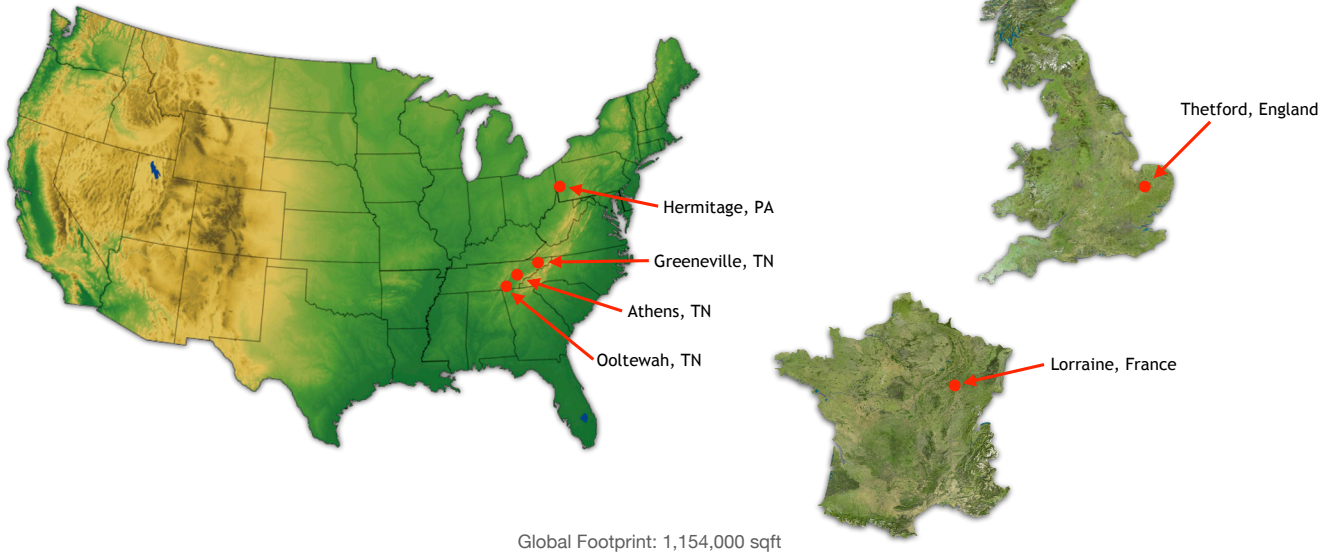 Thetford, England
Hermitage, PA
Greeneville, TN
Athens, TN
Ooltewah, TN
Lorraine, France
Global Footprint: 1,154,000 sqft